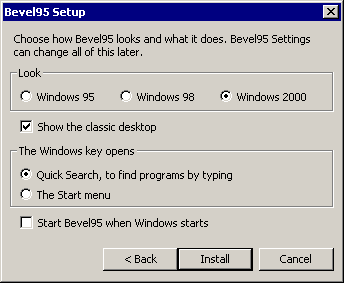 Bevel95 Setup
Choose how Bevel95 looks and what it does. Bevel95 Settings
can change all of this later.
Look
Windows 95
Windows 98
Windows 2000
Show the classic desktop
The Windows key opens
Quick Search, to find programs by typing
The Start menu
Start Bevel95 when Windows starts
< Back
Install
Cancel